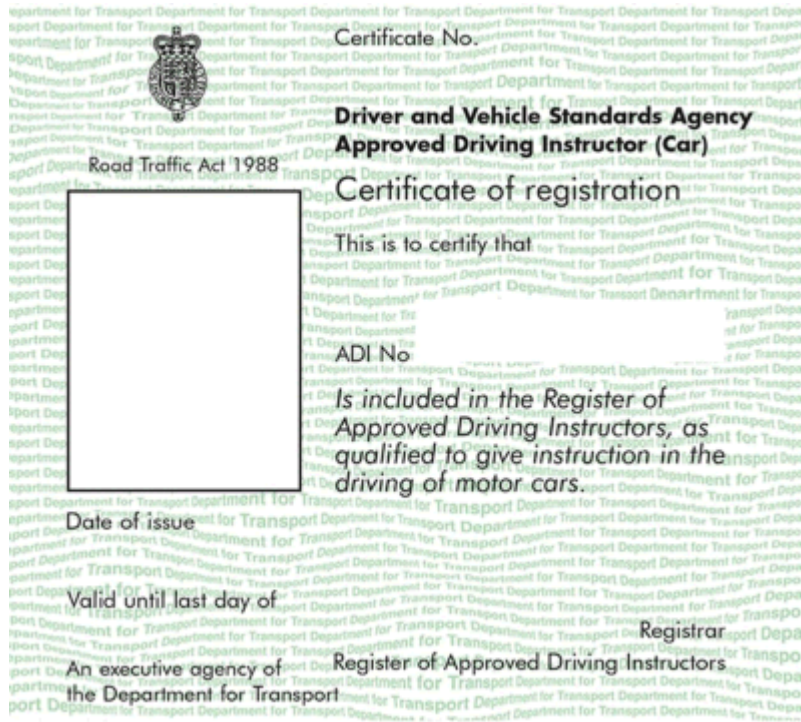 Certificate No.
Driver and Vehicle Standards Agency
Approved Driving Instructor (Car)
Road Traffic Act 1988
Certificate of registration
This is to certify that
ADI No
Is included in the Register of
Approved Driving Instructors, as
qualified to give instruction in the
driving of motor cars.
Date of issue
Valid until last day of
Registrar
Register of Approved Driving Instructors
An executive agency of
the Department for Transport